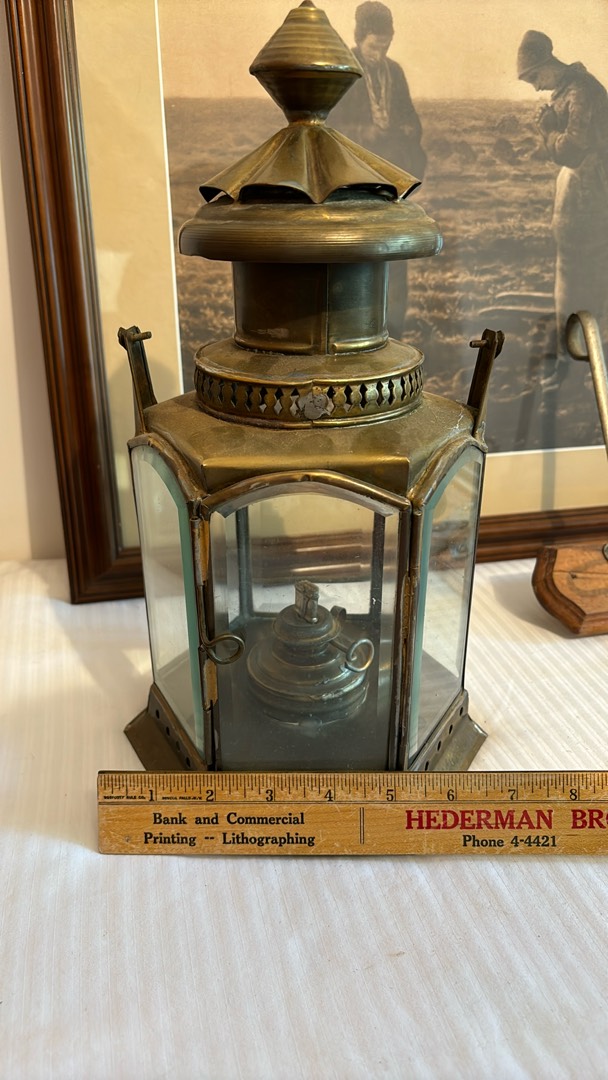 1 2 3 4 5 6 7 8
Bank and Commercial
Printing -- Lithographing
HEDERMAN BRO
Phone 4-4421